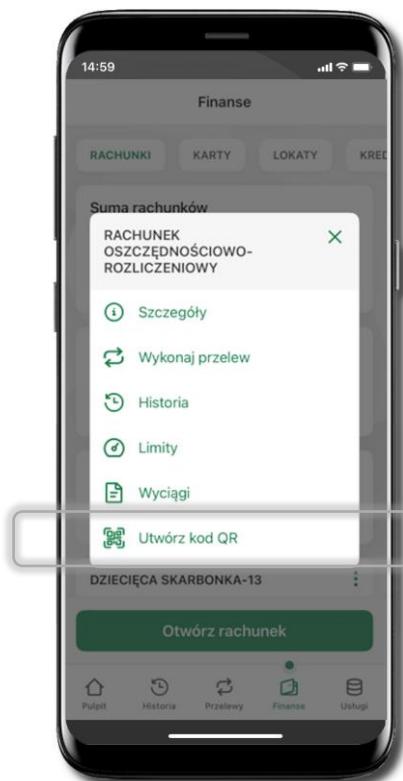 14:59
Finanse
RACHUNKI KARTY LOKATY KRED
Suma rachunków
RACHUNEK
OSZCZĘDNOŚCIOWO-
ROZLICZENIOWY
Szczegóły
Wykonaj przelew
Historia
Limity
Wyciągi
Utwórz kod QR
DZIECIĘCA SKARBONKA-13
Otwórz rachunek
Pulpit Historia Przelewy Finanse Usługi